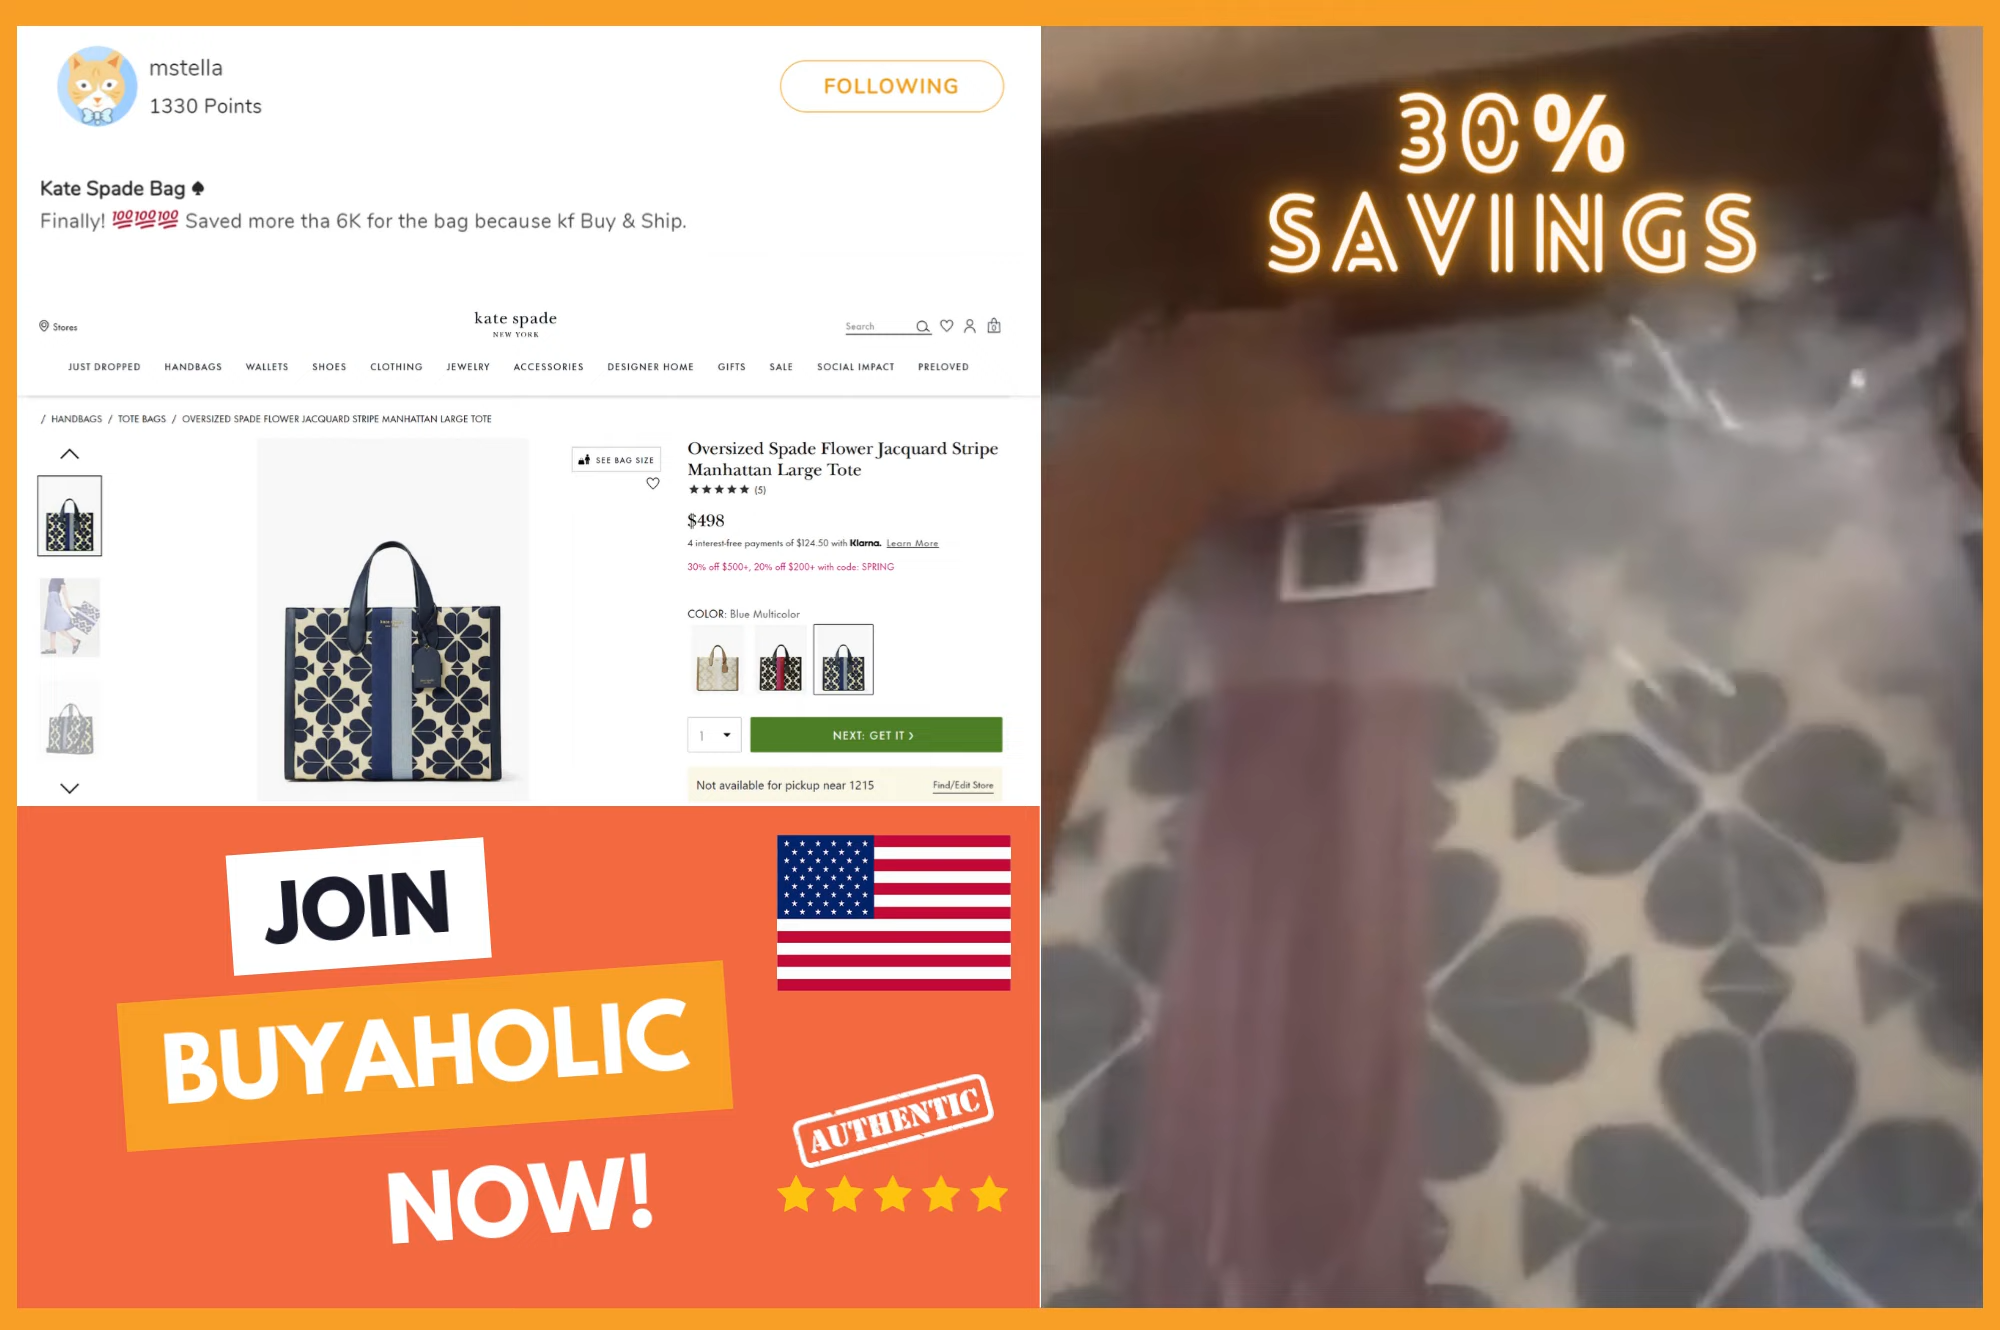 mstella
1330 Points
FOLLOWING
Kate Spade Bag ♠
Finally! 💯💯💯 Saved more tha 6K for the bag because kf Buy & Ship.
Stores
kate spade
NEW YORK
Search
0
JUST DROPPED HANDBAGS WALLETS SHOES CLOTHING JEWELRY ACCESSORIES DESIGNER HOME GIFTS SALE SOCIAL IMPACT PRELOVED
/ HANDBAGS / TOTE BAGS / OVERSIZED SPADE FLOWER JACQUARD STRIPE MANHATTAN LARGE TOTE
SEE BAG SIZE
Oversized Spade Flower Jacquard Stripe
Manhattan Large Tote
★★★★★ (5)
$498
4 interest-free payments of $124.50 with Klarna. Learn More
30% off $500+, 20% off $200+ with code: SPRING
COLOR: Blue Multicolor
1
NEXT: GET IT >
Not available for pickup near 1215 Find/Edit Store
JOIN
BUYAHOLIC
NOW!
AUTHENTIC
30%
SAVINGS